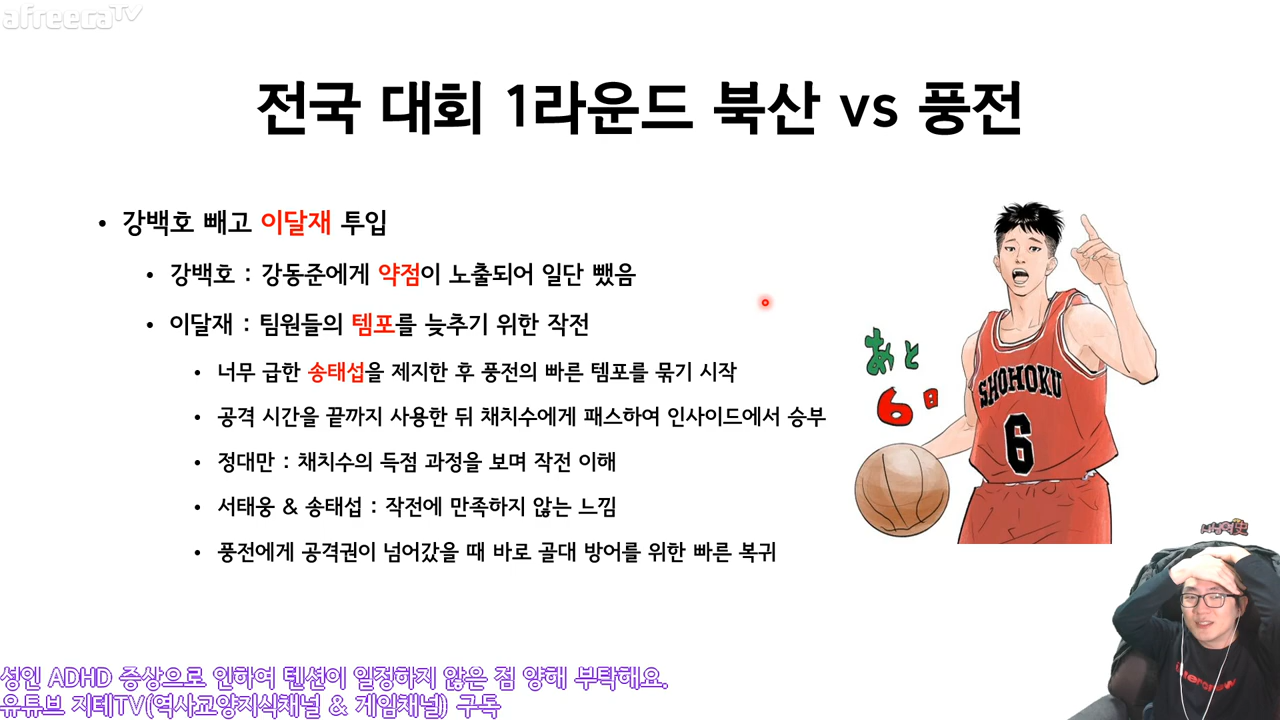 afreecaTV
전국 대회 1라운드 북산 vs 풍전
• 강백호 빼고 이달재 투입
• 강백호 : 강동준에게 약점이 노출되어 일단 뺐음
• 이달재 : 팀원들의 템포를 늦추기 위한 작전
• 너무 급한 송태섭을 제지한 후 풍전의 빠른 템포를 묶기 시작
• 공격 시간을 끝까지 사용한 뒤 채치수에게 패스하여 인사이드에서 승부
• 정대만 : 채치수의 득점 과정을 보며 작전 이해
• 서태웅 & 송태섭 : 작전에 만족하지 않는 느낌
• 풍전에게 공격권이 넘어갔을 때 바로 골대 방어를 위한 빠른 복귀
あと
6日
SHOHOKU
6
성인 ADHD 증상으로 인하여 텐션이 일정하지 않은 점 양해 부탁해요.
유튜브 지테TV(역사교양지식채널 & 게임채널) 구독